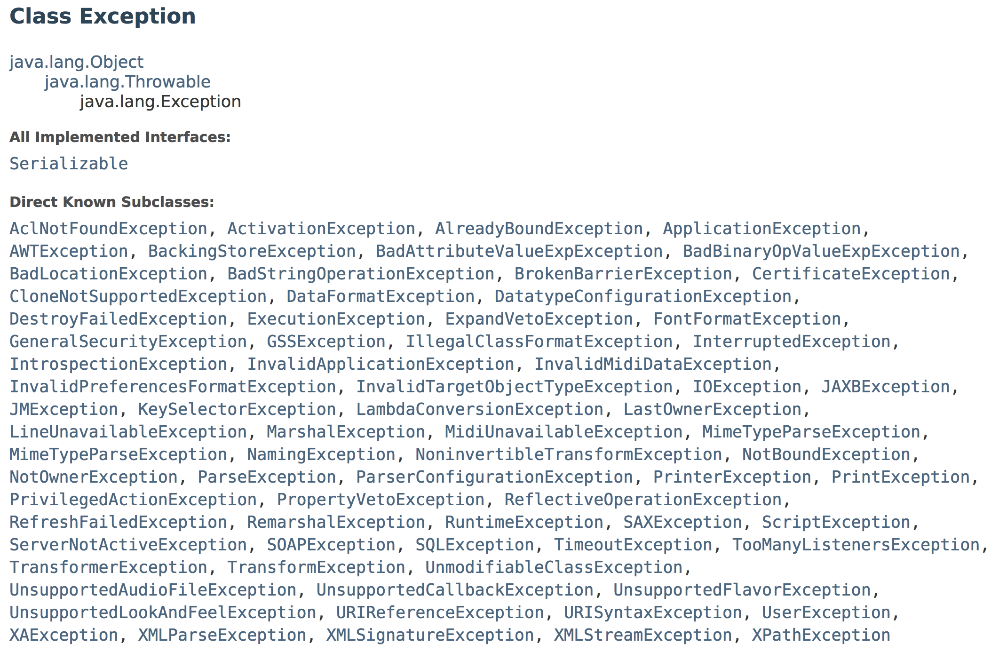 Class Exception
java.lang.Object
java.lang.Throwable
java.lang.Exception
All Implemented Interfaces:
Serializable
Direct Known Subclasses:
AclNotFoundException, ActivationException, AlreadyBoundException, ApplicationException,
AWTException, BackingStoreException, BadAttributeValueExpException, BadBinaryOpValueExpException,
BadLocationException, BadStringOperationException, BrokenBarrierException, CertificateException,
CloneNotSupportedException, DataFormatException, DatatypeConfigurationException,
DestroyFailedException, ExecutionException, ExpandVetoException, FontFormatException,
GeneralSecurityException, GSSException, IllegalClassFormatException, InterruptedException,
IntrospectionException, InvalidApplicationException, InvalidMidiDataException,
InvalidPreferencesFormatException, InvalidTargetObjectTypeException, IOException, JAXBException,
JMException, KeySelectorException, LambdaConversionException, LastOwnerException,
LineUnavailableException, MarshalException, MidiUnavailableException, MimeTypeParseException,
MimeTypeParseException, NamingException, NoninvertibleTransformException, NotBoundException,
NotOwnerException, ParseException, ParserConfigurationException, PrinterException, PrintException,
PrivilegedActionException, PropertyVetoException, ReflectiveOperationException,
RefreshFailedException, RemarshalException, RuntimeException, SAXException, ScriptException,
ServerNotActiveException, SOAPException, SQLException, TimeoutException, TooManyListenersException,
TransformerException, TransformException, UnmodifiableClassException,
UnsupportedAudioFileException, UnsupportedCallbackException, UnsupportedFlavorException,
UnsupportedLookAndFeelException, URIReferenceException, URISyntaxException, UserException,
XAException, XMLParseException, XMLSignatureException, XMLStreamException, XPathException